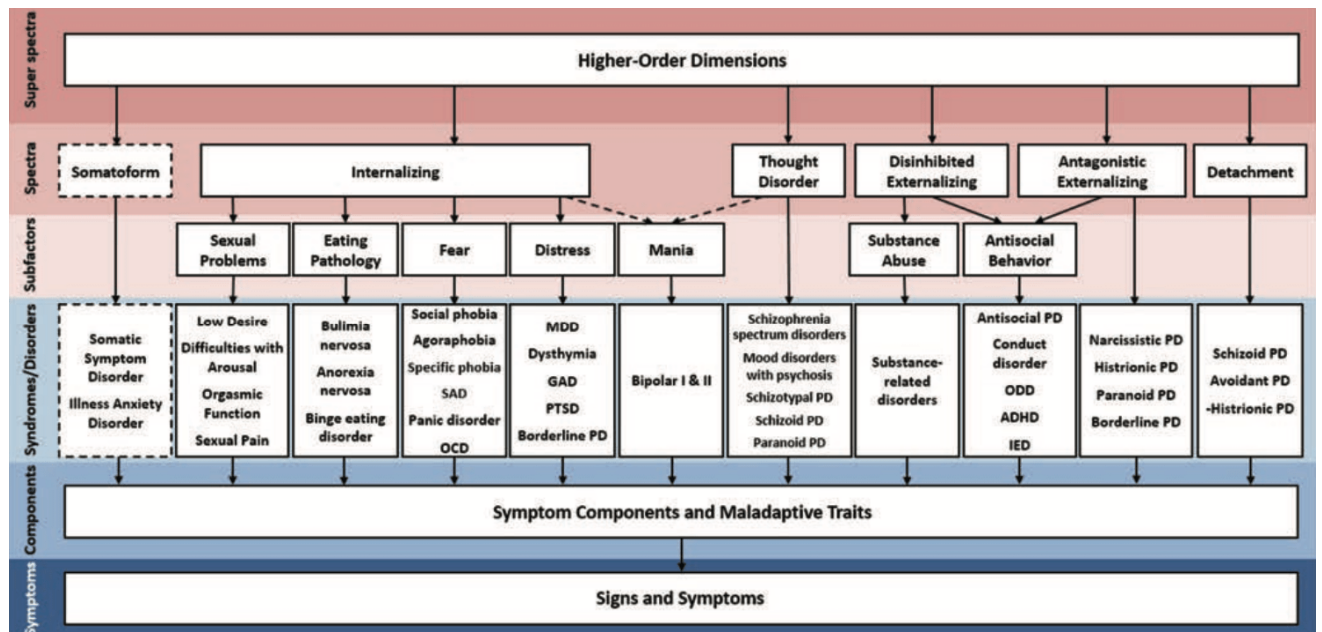 Super spectra
Higher-Order Dimensions
Spectra
Somatoform
Internalizing
Thought
Disorder
Disinhibited
Externalizing
Antagonistic
Externalizing
Detachment
Subfactors
Sexual
Problems
Eating
Pathology
Fear
Distress
Mania
Substance
Abuse
Antisocial
Behavior
Syndromes/Disorders
Somatic
Symptom
Disorder
Illness Anxiety
Disorder
Low Desire
Difficulties with
Arousal
Orgasmic
Function
Sexual Pain
Bulimia
nervosa
Anorexia
nervosa
Binge eating
disorder
Social phobia
Agoraphobia
Specific phobia
SAD
Panic disorder
OCD
MDD
Dysthymia
GAD
PTSD
Borderline PD
Bipolar I & II
Schizophrenia
spectrum disorders
Mood disorders
with psychosis
Schizotypal PD
Schizoid PD
Paranoid PD
Substance-
related
disorders
Antisocial PD
Conduct
disorder
ODD
ADHD
IED
Narcissistic PD
Histrionic PD
Paranoid PD
Borderline PD
Schizoid PD
Avoidant PD
-Histrionic PD
Components
Symptom Components and Maladaptive Traits
Symptoms
Signs and Symptoms